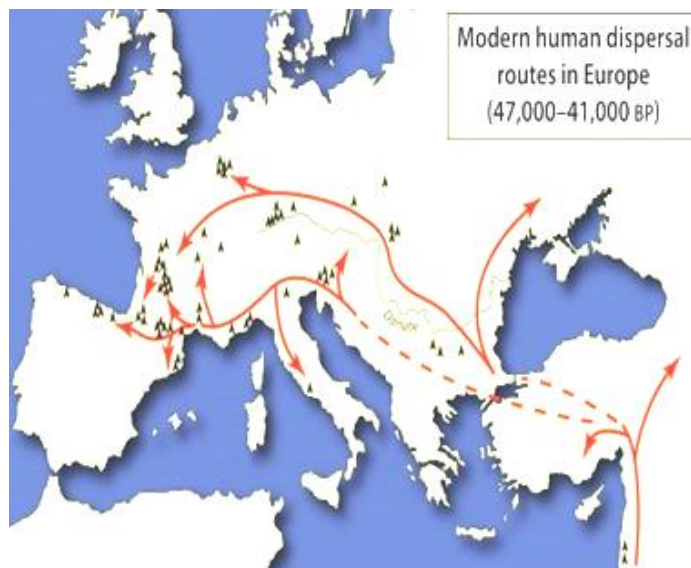 Modern human dispersal
routes in Europe
(47,000–41,000 BP)
Danube